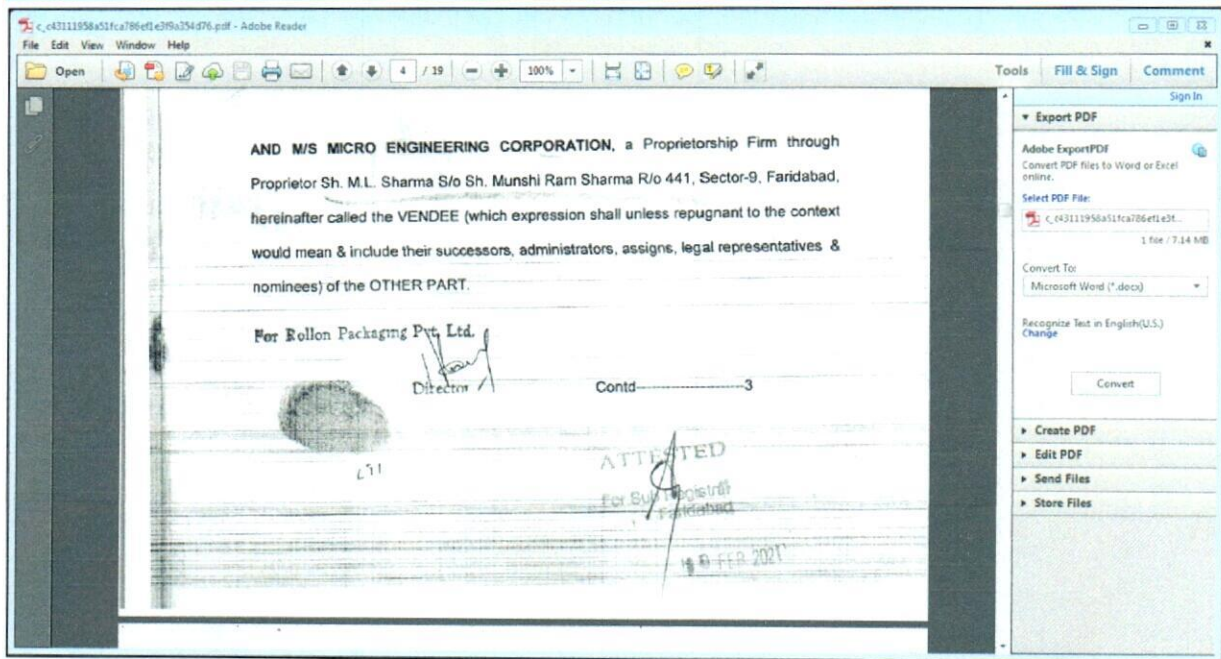 c_c43111958a51fca786ef1e3f9a354d76.pdf - Adobe Reader
File Edit View Window Help
Open 4 / 19 100% Tools Fill & Sign Comment
Sign In
Export PDF
Adobe ExportPDF
Convert PDF files to Word or Excel
online.
Select PDF File:
c_c43111958a51fca786ef1e3f...
1 file / 7.14 MB
Convert To:
Microsoft Word (*.docx)
Recognize Text in English(U.S.)
Change
Convert
Create PDF
Edit PDF
Send Files
Store Files
AND M/S MICRO ENGINEERING CORPORATION, a Proprietorship Firm through
Proprietor Sh. M.L. Sharma S/o Sh. Munshi Ram Sharma R/o 441, Sector-9, Faridabad,
hereinafter called the VENDEE (which expression shall unless repugnant to the context
would mean & include their successors, administrators, assigns, legal representatives &
nominees) of the OTHER PART.
For Rollon Packaging Pvt. Ltd.
Director
Contd---------------------3
ATTESTED
For Sub Registrar
Faridabad
FEB 2021